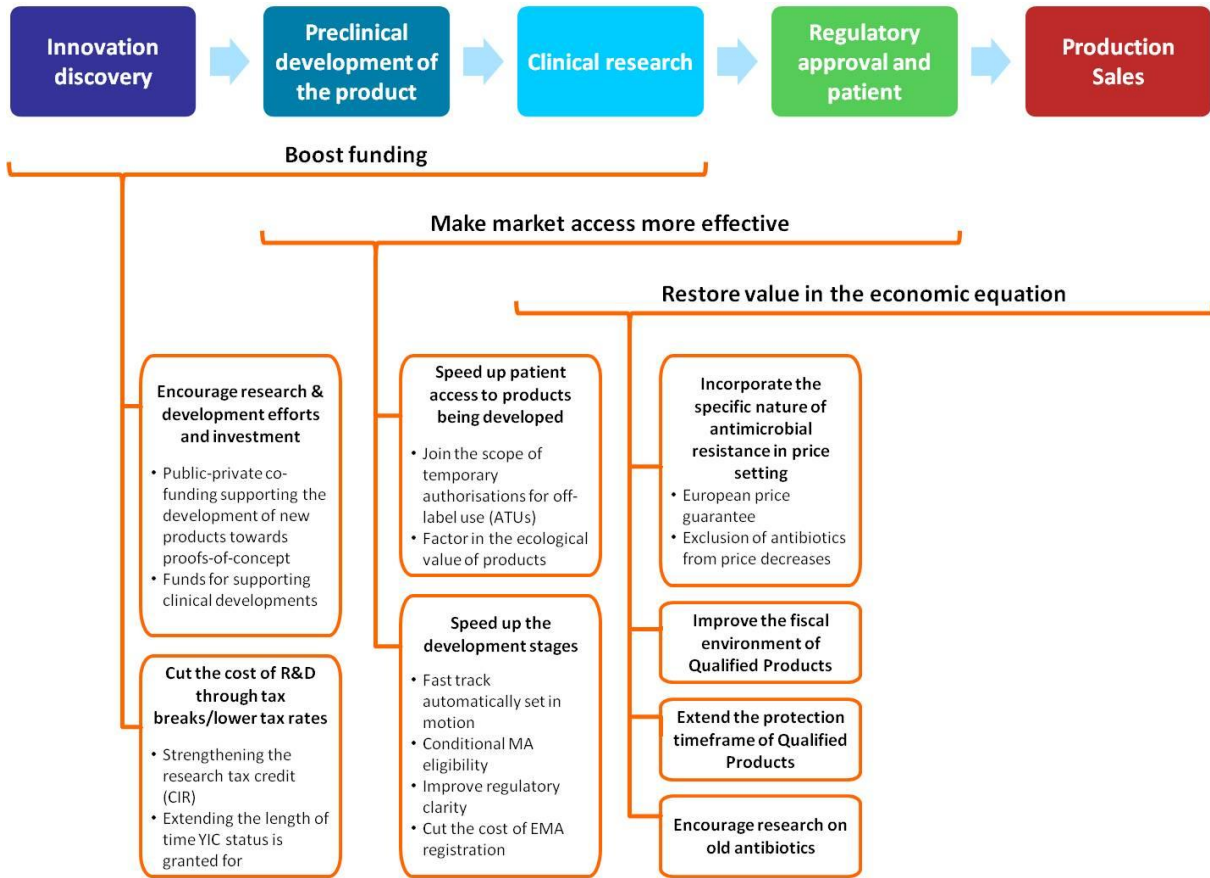 Innovation
discovery
Preclinical
development of
the product
Clinical research
Regulatory
approval and
patient
Production
Sales
Boost funding
Make market access more effective
Restore value in the economic equation
Encourage research &
development efforts
and investment
• Public-private co-
funding supporting the
development of new
products towards
proofs-of-concept
• Funds for supporting
clinical developments
Cut the cost of R&D
through tax
breaks/lower tax rates
• Strengthening the
research tax credit
(CIR)
• Extending the length of
time YIC status is
granted for
Speed up patient
access to products
being developed
• Join the scope of
temporary
authorisations for off-
label use (ATUs)
• Factor in the ecological
value of products
Speed up the
development stages
• Fast track
automatically set in
motion
• Conditional MA
eligibility
• Improve regulatory
clarity
• Cut the cost of EMA
registration
Incorporate the
specific nature of
antimicrobial
resistance in price
setting
• European price
guarantee
• Exclusion of antibiotics
from price decreases
Improve the fiscal
environment of
Qualified Products
Extend the protection
timeframe of Qualified
Products
Encourage research on
old antibiotics